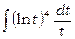 ∫(ln t)⁴ dt/t